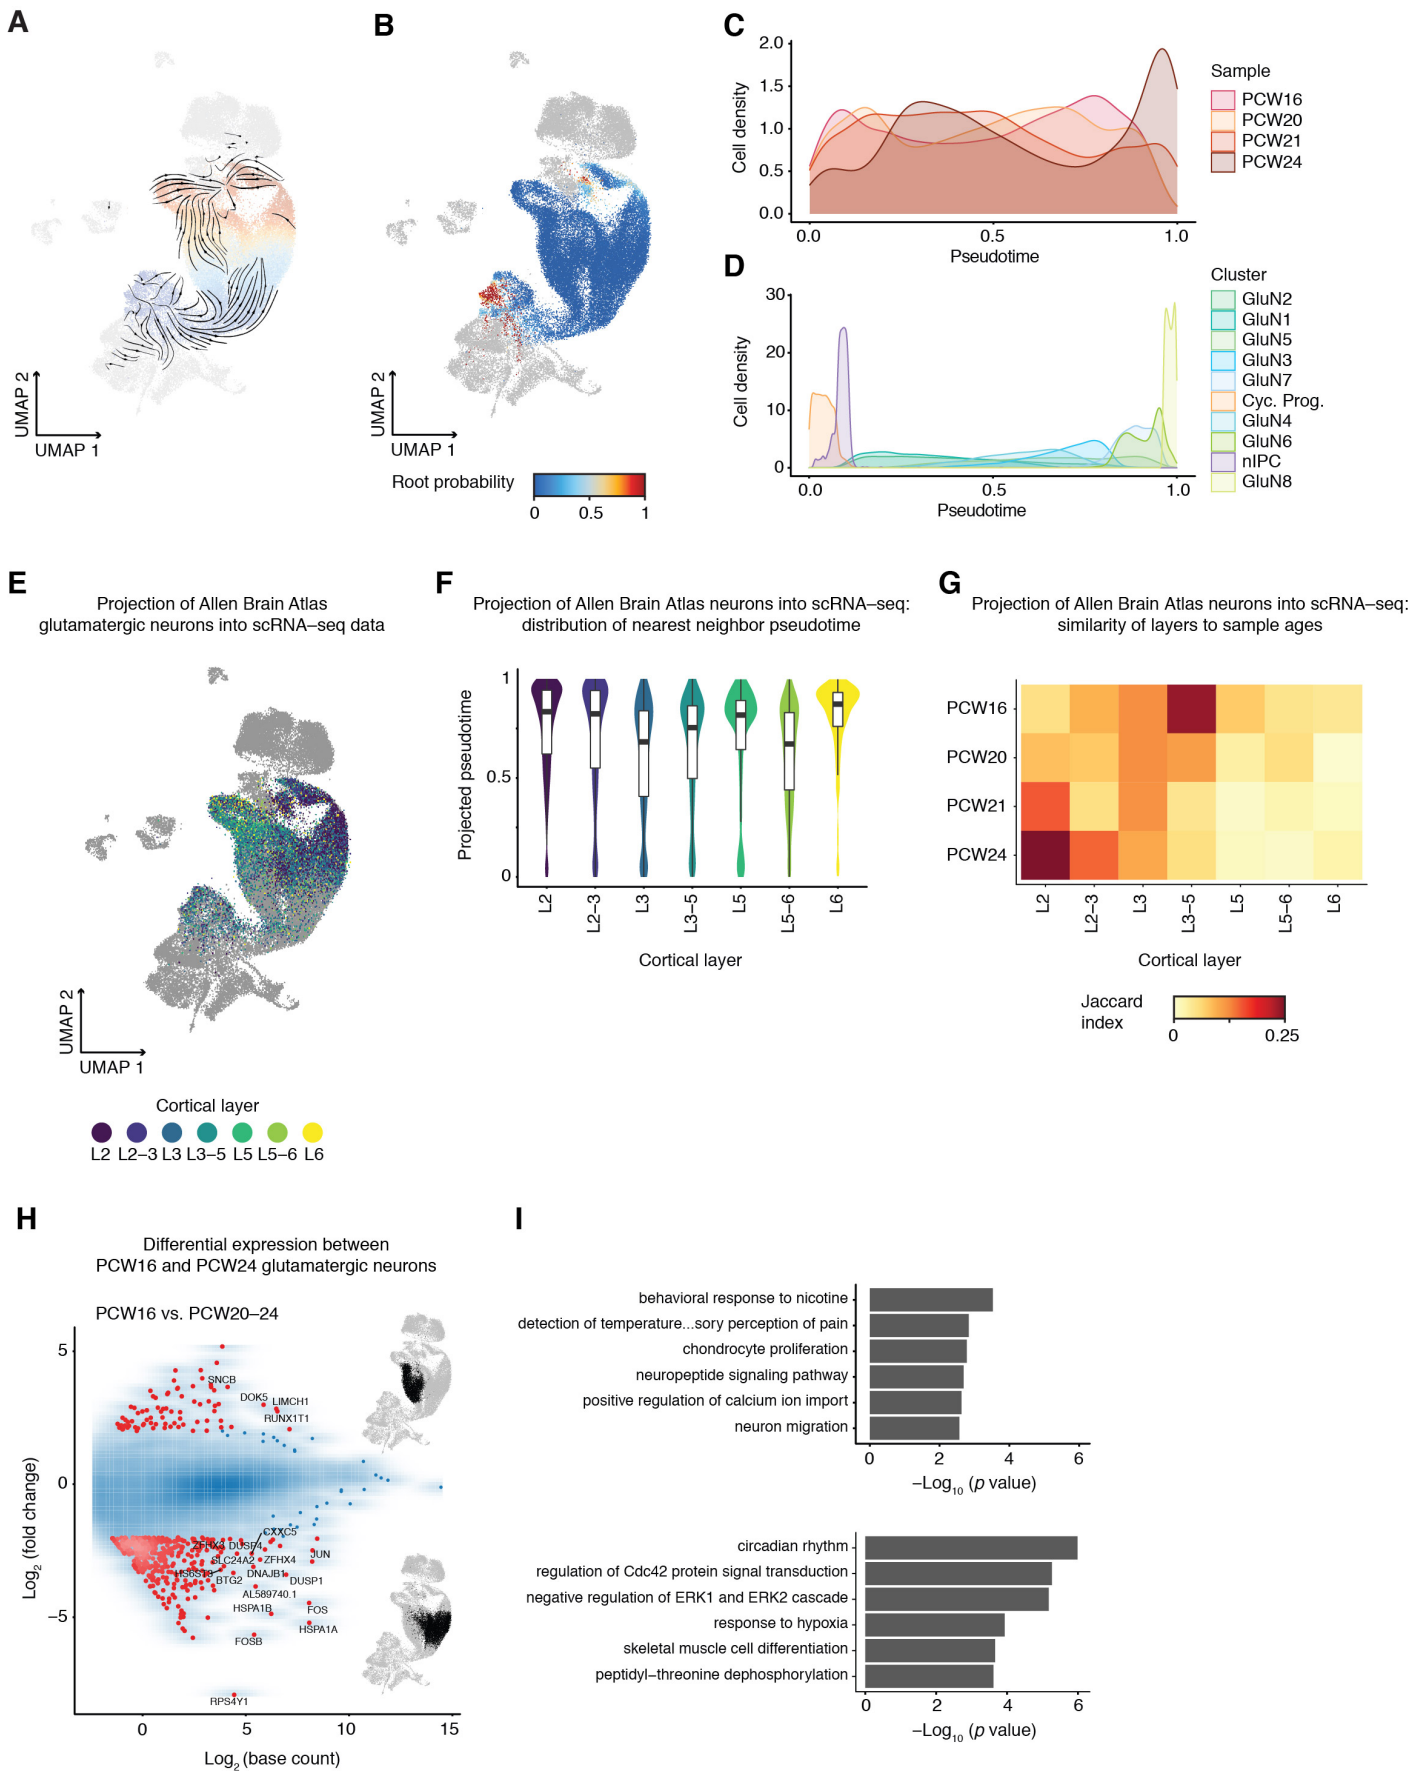 A
UMAP 2
UMAP 1
B
UMAP 2
UMAP 1
Root probability
0 0.5 1
C
Cell density
2.0
1.5
1.0
0.5
0.0
0.0 0.5 1.0
Pseudotime
Sample
PCW16
PCW20
PCW21
PCW24
D
Cell density
30
20
10
0
0.0 0.5 1.0
Pseudotime
Cluster
GluN2
GluN1
GluN5
GluN3
GluN7
Cyc. Prog.
GluN4
GluN6
nIPC
GluN8
E
Projection of Allen Brain Atlas
glutamatergic neurons into scRNA–seq data
UMAP 2
UMAP 1
Cortical layer
L2 L2–3 L3 L3–5 L5 L5–6 L6
F
Projection of Allen Brain Atlas neurons into scRNA–seq:
distribution of nearest neighbor pseudotime
Projected pseudotime
1
0.5
0
L2 L2–3 L3 L3–5 L5 L5–6 L6
Cortical layer
G
Projection of Allen Brain Atlas neurons into scRNA–seq:
similarity of layers to sample ages
PCW16
PCW20
PCW21
PCW24
L2 L2–3 L3 L3–5 L5 L5–6 L6
Cortical layer
Jaccard
index
0 0.25
H
Differential expression between
PCW16 and PCW24 glutamatergic neurons
PCW16 vs. PCW20–24
Log2 (fold change)
5
0
−5
SNCB
DOK5
LIMCH1
RUNX1T1
CXXC5
ZFHX3
DUSP4
JUN
SLC24A2
ZFHX4
HS6ST3
BTG2
DNAJB1
DUSP1
AL589740.1
HSPA1B
FOS
HSPA1A
FOSB
RPS4Y1
0 5 10 15
Log2 (base count)
I
behavioral response to nicotine
detection of temperature...sory perception of pain
chondrocyte proliferation
neuropeptide signaling pathway
positive regulation of calcium ion import
neuron migration
0 2 4 6
−Log10 (p value)
circadian rhythm
regulation of Cdc42 protein signal transduction
negative regulation of ERK1 and ERK2 cascade
response to hypoxia
skeletal muscle cell differentiation
peptidyl–threonine dephosphorylation
0 2 4 6
−Log10 (p value)